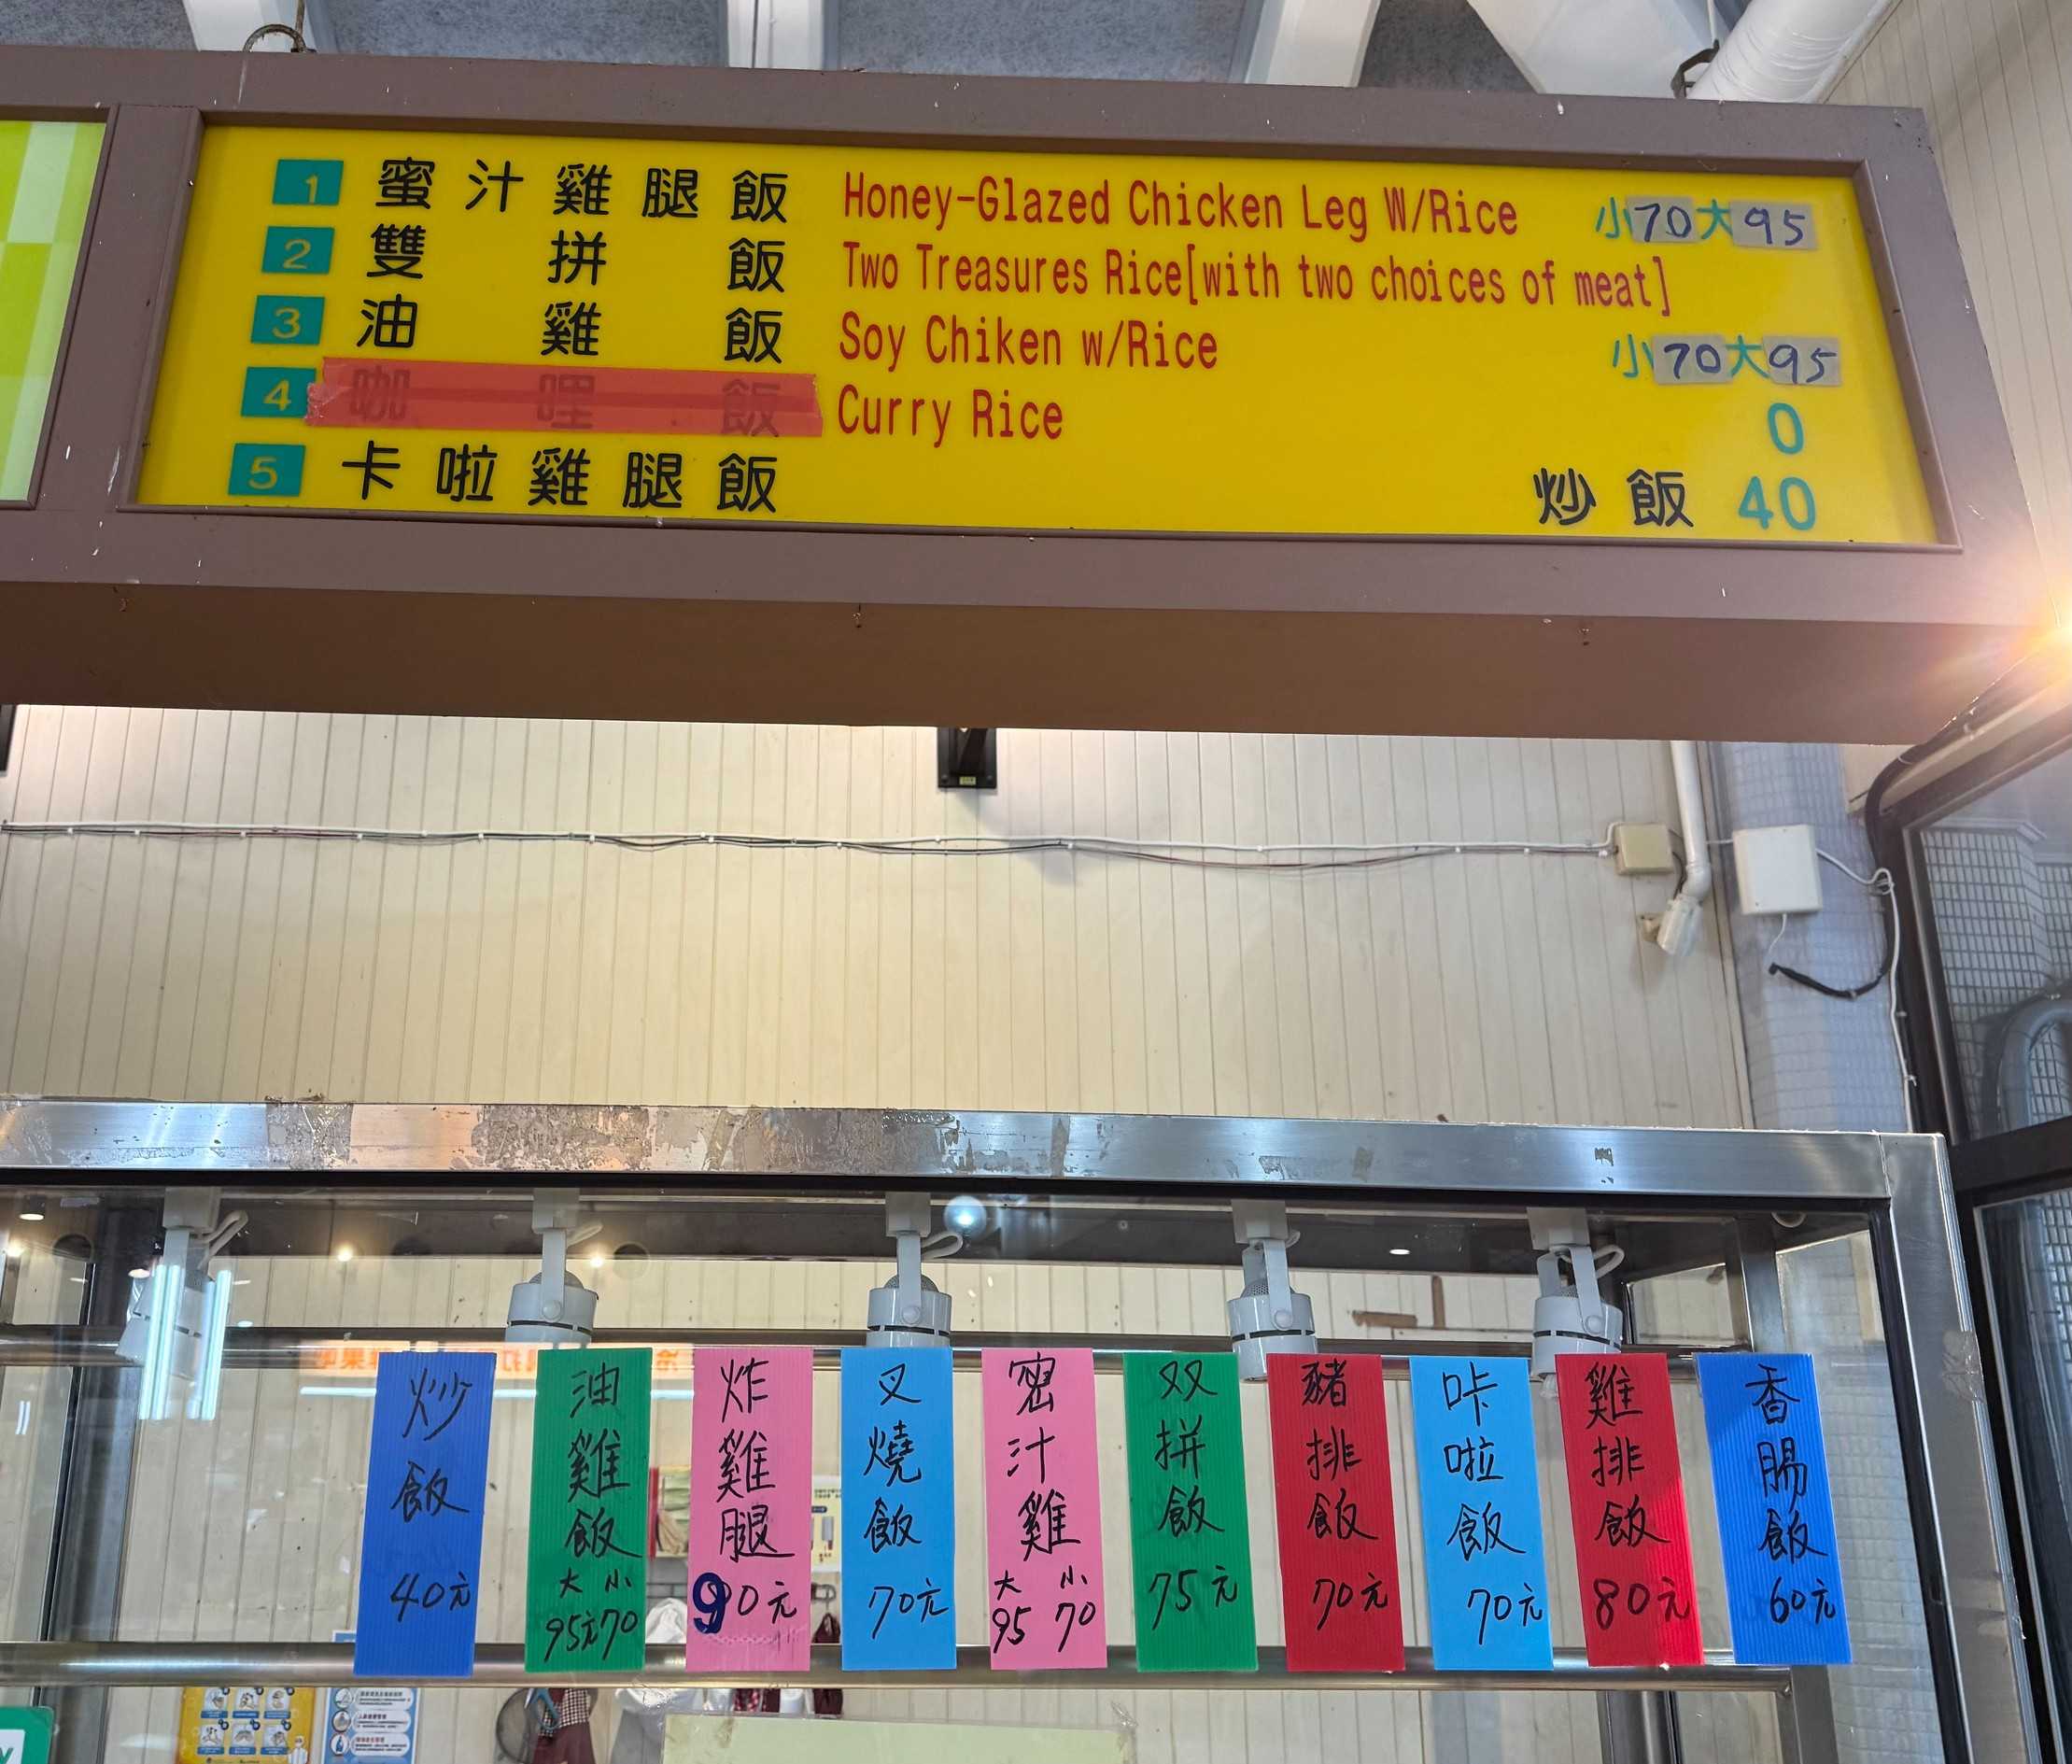 1 蜜汁雞腿飯 Honey-Glazed Chicken Leg W/Rice 小70大95
2 雙拼飯 Two Treasures Rice[with two choices of meat]
3 油雞飯 Soy Chiken w/Rice 小70大95
4 咖哩飯 Curry Rice 0
5 卡啦雞腿飯 炒飯 40
炒飯 40元
油雞飯 大95元 小70
炸雞腿 90元
叉燒飯 70元
密汁雞 大95 小70
双拼飯 75元
豬排飯 70元
咔啦飯 70元
雞排飯 80元
香腸飯 60元